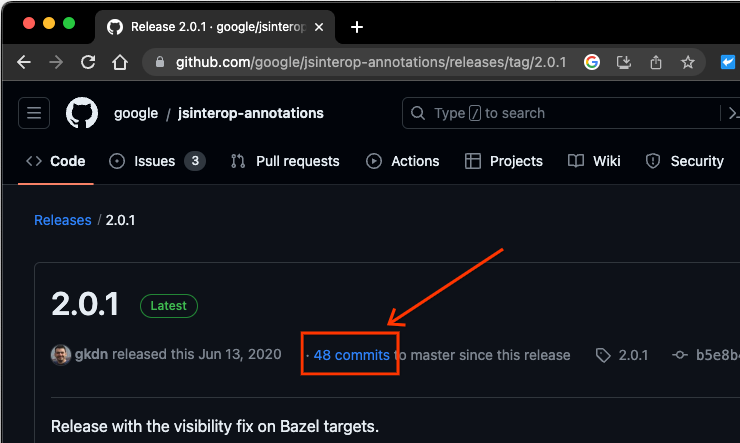 Release 2.0.1 · google/jsinterop
github.com/google/jsinterop-annotations/releases/tag/2.0.1
google / jsinterop-annotations
Type / to search
Code Issues 3 Pull requests Actions Projects Wiki Security
Releases / 2.0.1
2.0.1 Latest
gkdn released this Jun 13, 2020 · 48 commits to master since this release 2.0.1 b5e8b
Release with the visibility fix on Bazel targets.